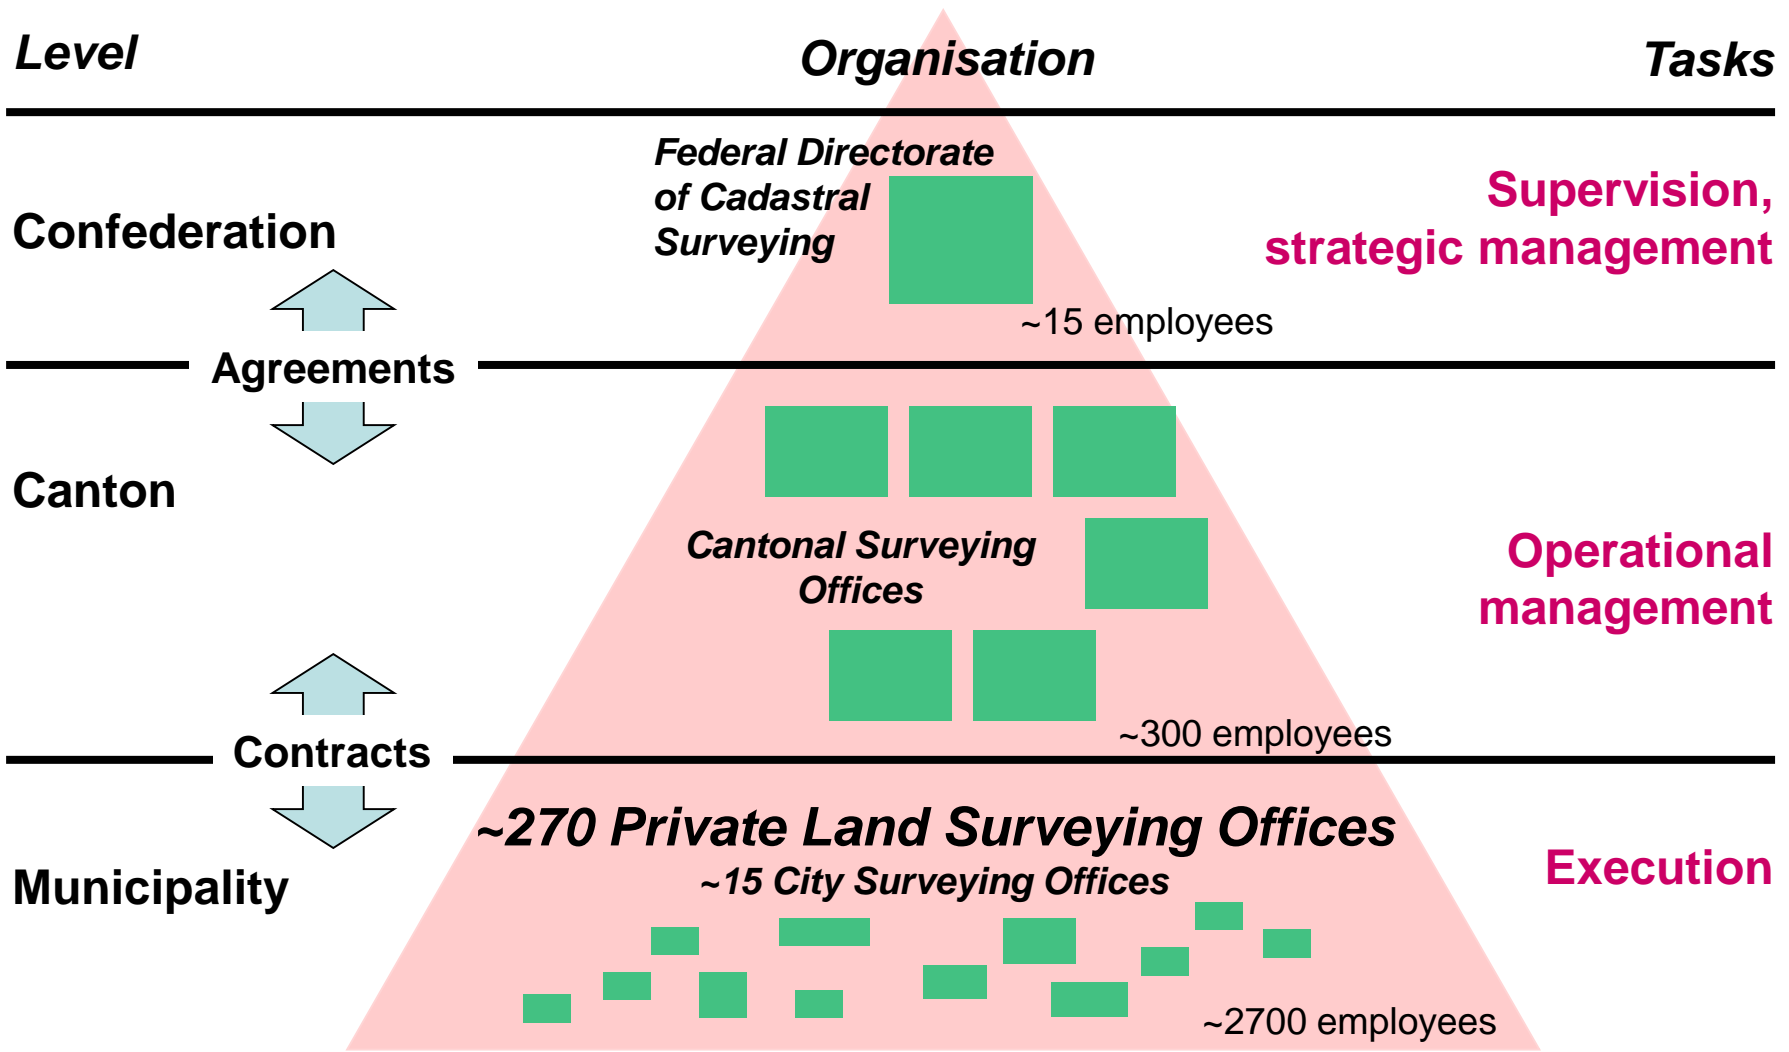 Level
Organisation
Tasks
Federal Directorate
of Cadastral
Surveying
Confederation
Supervision,
strategic management
~15 employees
Agreements
Canton
Cantonal Surveying
Offices
Operational
management
~300 employees
Contracts
~270 Private Land Surveying Offices
~15 City Surveying Offices
Municipality
Execution
~2700 employees